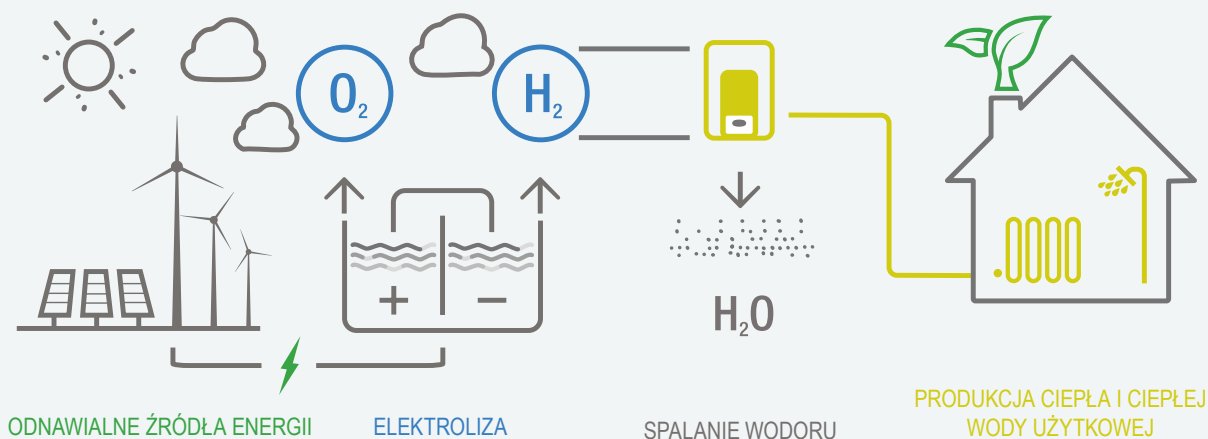 O₂
H₂
+
−
H₂O
ODNAWIALNE ŹRÓDŁA ENERGII
ELEKTROLIZA
SPALANIE WODORU
PRODUKCJA CIEPŁA I CIEPŁEJ
WODY UŻYTKOWEJ